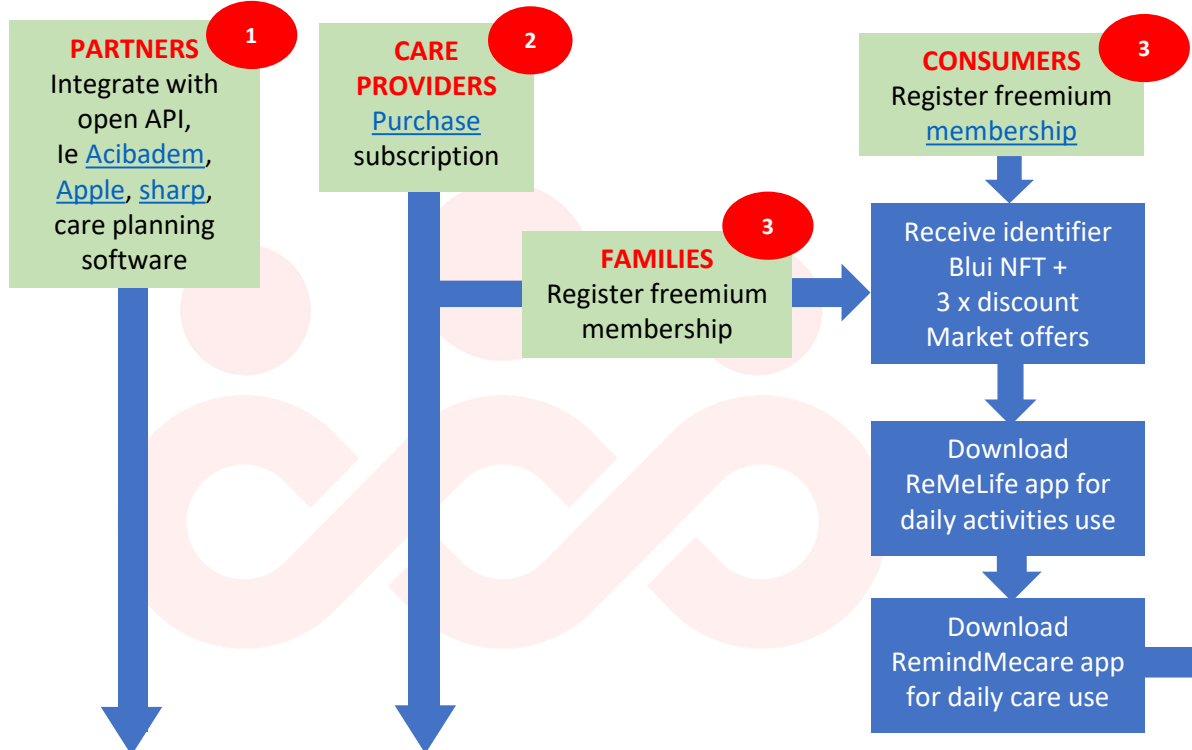 1
PARTNERS
Integrate with
open API,
Ie Acibadem,
Apple, sharp,
care planning
software
2
CARE
PROVIDERS
Purchase
subscription
3
FAMILIES
Register freemium
membership
3
CONSUMERS
Register freemium
membership
Receive identifier
Blui NFT +
3 x discount
Market offers
Download
ReMeLife app for
daily activities use
Download
RemindMecare app
for daily care use